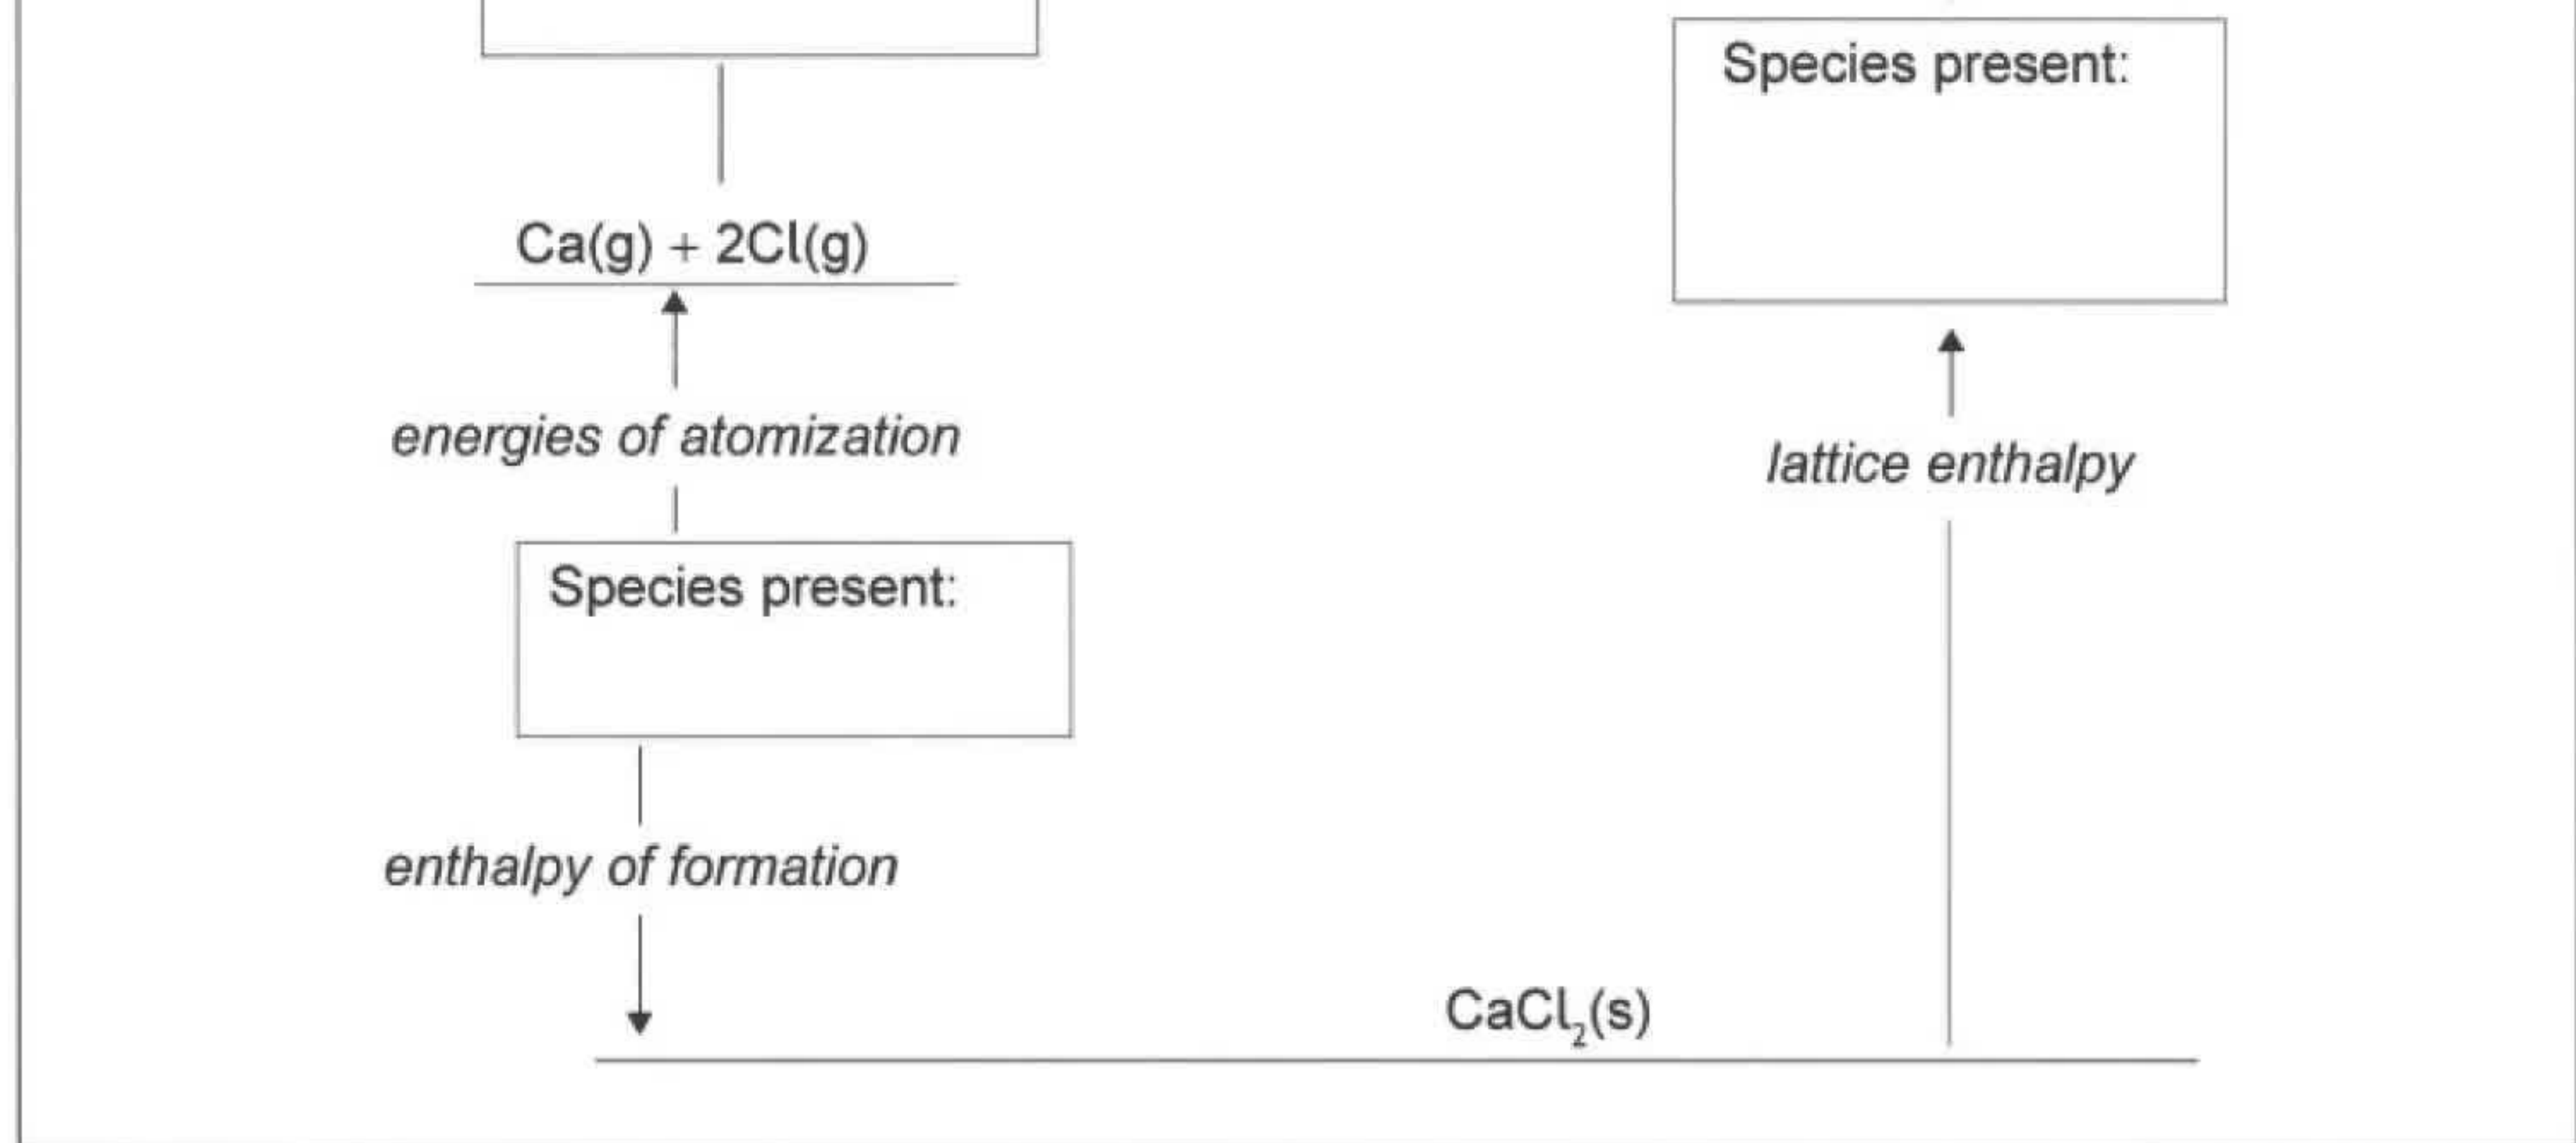 Species present:
Ca(g) + 2Cl(g)
energies of atomization
lattice enthalpy
Species present:
enthalpy of formation
CaCl₂(s)